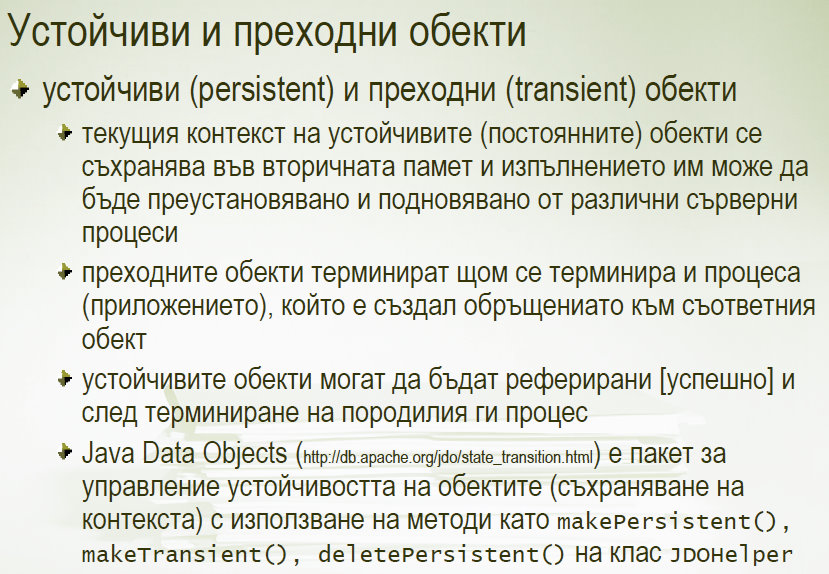 Устойчиви и преходни обекти
устойчиви (persistent) и преходни (transient) обекти
текущия контекст на устойчивите (постоянните) обекти се
съхранява във вторичната памет и изпълнението им може да
бъде преустановявано и подновявано от различни сърверни
процеси
преходните обекти терминират щом се терминира и процеса
(приложението), който е създал обръщениато към съответния
обект
устойчивите обекти могат да бъдат реферирани [успешно] и
след терминиране на породилия ги процес
Java Data Objects (http://db.apache.org/jdo/state_transition.html) е пакет за
управление устойчивостта на обектите (съхраняване на
контекста) с използване на методи като makePersistent(),
makeTransient(), deletePersistent() на клас JDOHelper